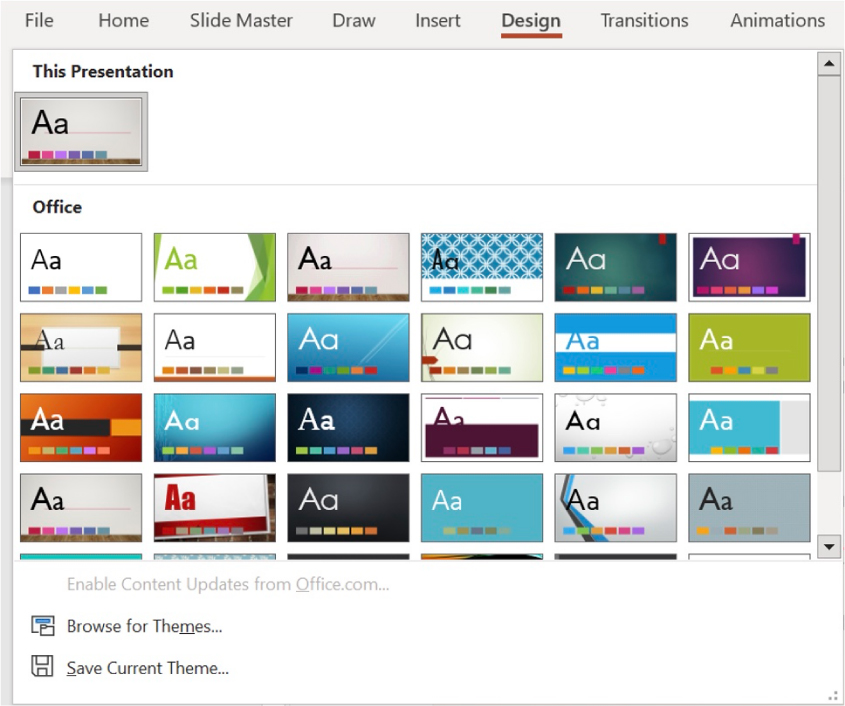 File Home Slide Master Draw Insert Design Transitions Animations
This Presentation
Aa
Office
Aa Aa Aa Aa Aa Aa
Aa Aa Aa Aa Aa Aa
Aa Aa Aa Aa Aa Aa
Aa Aa Aa Aa Aa Aa
Enable Content Updates from Office.com...
Browse for Themes...
Save Current Theme...